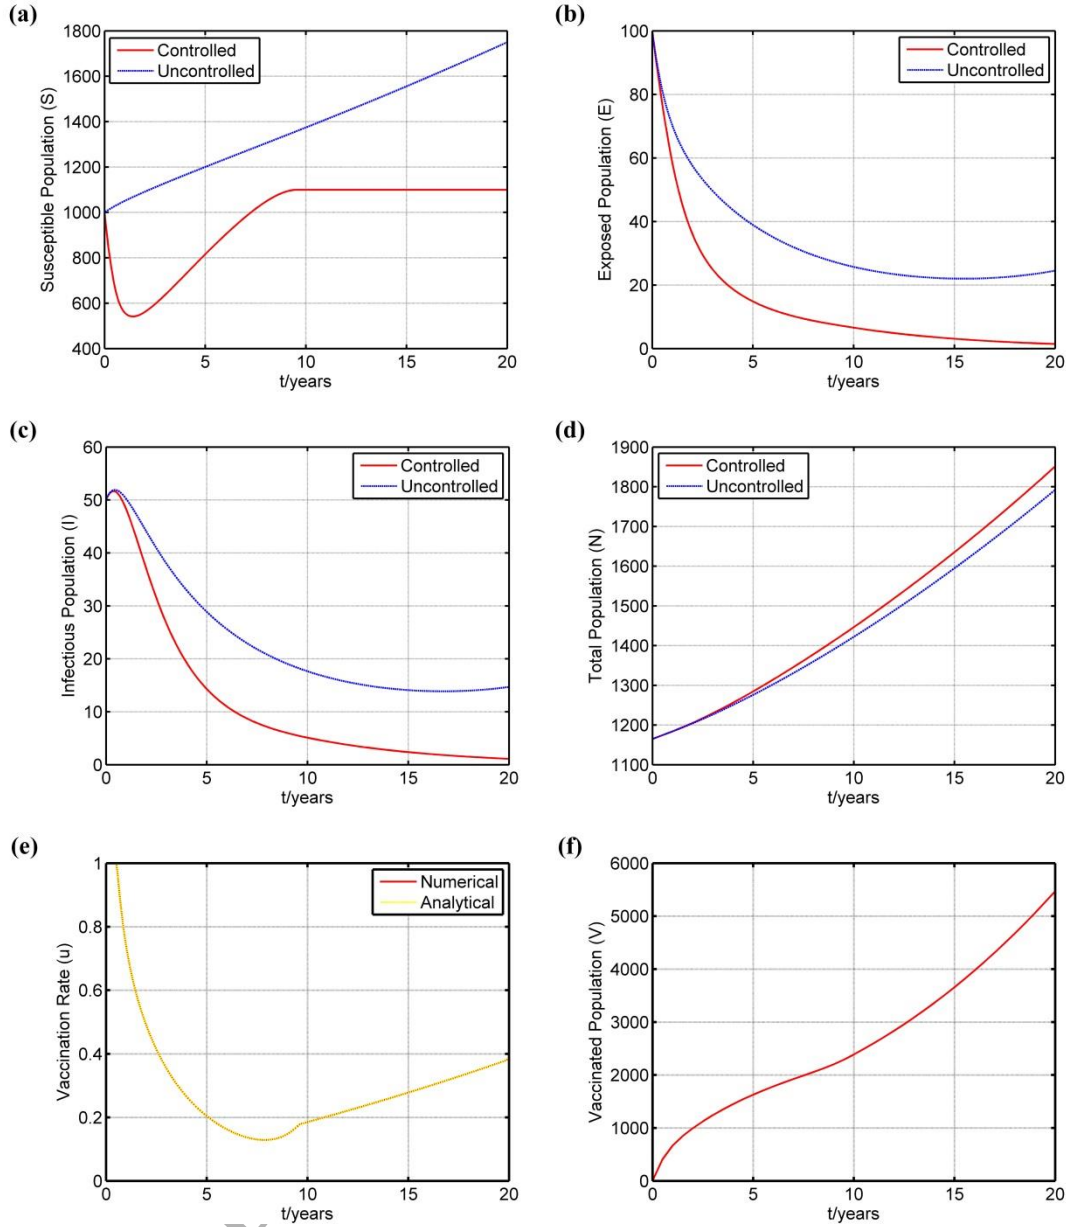 (a)
1800
1600
1400
1200
1000
800
600
400
Susceptible Population (S)
Controlled
Uncontrolled
0 5 10 15 20
t/years
(b)
100
80
60
40
20
0
Exposed Population (E)
Controlled
Uncontrolled
0 5 10 15 20
t/years
(c)
60
50
40
30
20
10
0
Infectious Population (I)
Controlled
Uncontrolled
0 5 10 15 20
t/years
(d)
1900
1800
1700
1600
1500
1400
1300
1200
1100
Total Population (N)
Controlled
Uncontrolled
0 5 10 15 20
t/years
(e)
1
0.8
0.6
0.4
0.2
0
Vaccination Rate (u)
Numerical
Analytical
0 5 10 15 20
t/years
(f)
6000
5000
4000
3000
2000
1000
0
Vaccinated Population (V)
0 5 10 15 20
t/years